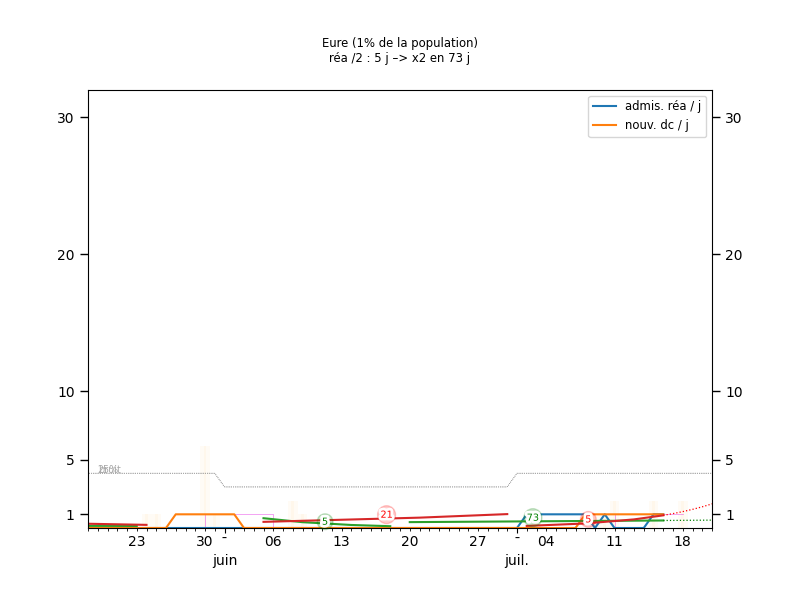 Eure (1% de la population)
réa /2 : 5 j –> x2 en 73 j
admis. réa / j
nouv. dc / j
30 30
20 20
10 10
5 5
1 1
5 21 73 5
23 30 - 06 13 20 27 - 04 11 18
juin juil.